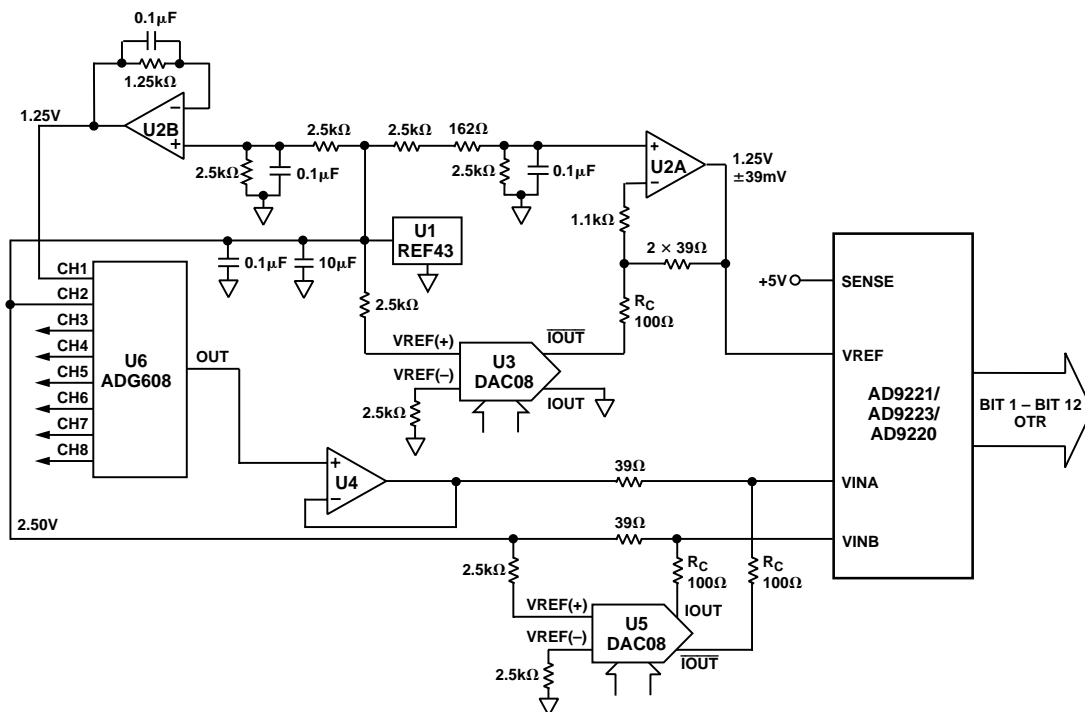 0.1µF
1.25kΩ
1.25V
U2B
−
+
2.5kΩ
2.5kΩ
0.1µF
2.5kΩ
162Ω
2.5kΩ
0.1µF
+
−
U2A
1.25V
±39mV
1.1kΩ
U1
REF43
0.1µF
10µF
2 × 39Ω
2.5kΩ
RC
100Ω
CH1
CH2
CH3
CH4
CH5
CH6
CH7
CH8
U6
ADG608
OUT
VREF(+)
VREF(–)
U3
DAC08
IOUT
IOUT
2.5kΩ
+5V
SENSE
VREF
AD9221/
AD9223/
AD9220
VINA
VINB
BIT 1 – BIT 12
OTR
+
−
U4
39Ω
2.50V
39Ω
2.5kΩ
RC
100Ω
RC
100Ω
VREF(+)
VREF(–)
U5
DAC08
IOUT
IOUT
2.5kΩ